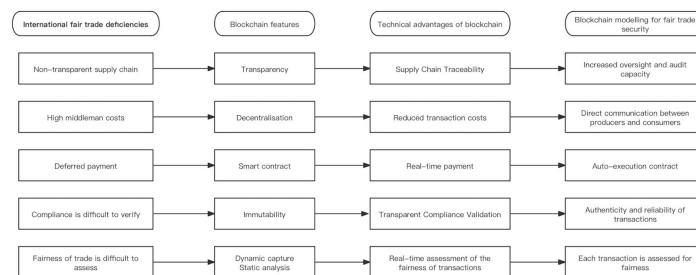 International fair trade deficiencies
Blockchain features
Technical advantages of blockchain
Blockchain modelling for fair trade
security
Non-transparent supply chain
Transparency
Supply Chain Traceability
Increased oversight and audit
capacity
High middleman costs
Decentralisation
Reduced transaction costs
Direct communication between
producers and consumers
Deferred payment
Smart contract
Real-time payment
Auto-execution contract
Compliance is difficult to verify
Immutability
Transparent Compliance Validation
Authenticity and reliability of
transactions
Fairness of trade is difficult to
assess
Dynamic capture
Static analysis
Real-time assessment of the
fairness of transactions
Each transaction is assessed for
fairness